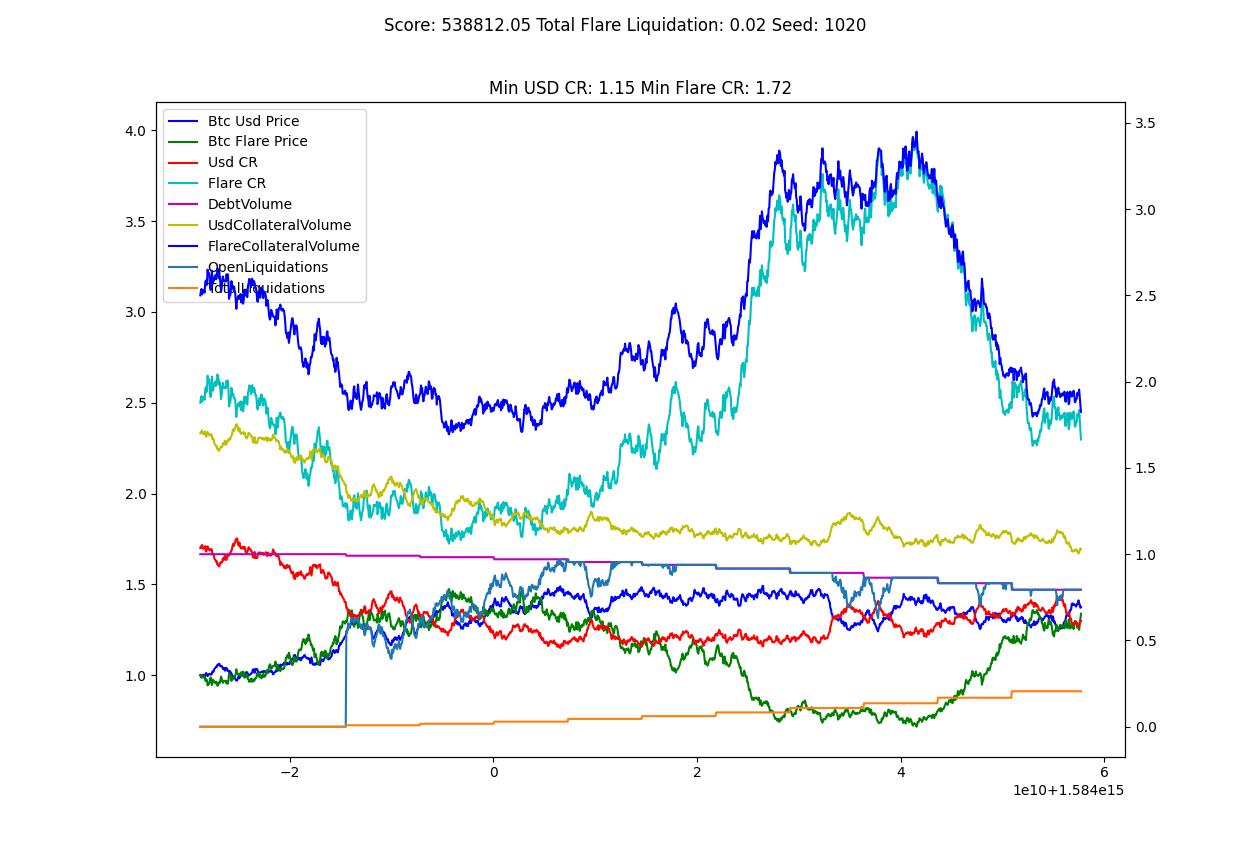 Score: 538812.05 Total Flare Liquidation: 0.02 Seed: 1020
Min USD CR: 1.15 Min Flare CR: 1.72
Btc Usd Price
Btc Flare Price
Usd CR
Flare CR
DebtVolume
UsdCollateralVolume
FlareCollateralVolume
OpenLiquidations
TotalLiquidations
4.0
3.5
3.0
2.5
2.0
1.5
1.0
3.5
3.0
2.5
2.0
1.5
1.0
0.5
0.0
−2
0
2
4
6
1e10+1.584e15